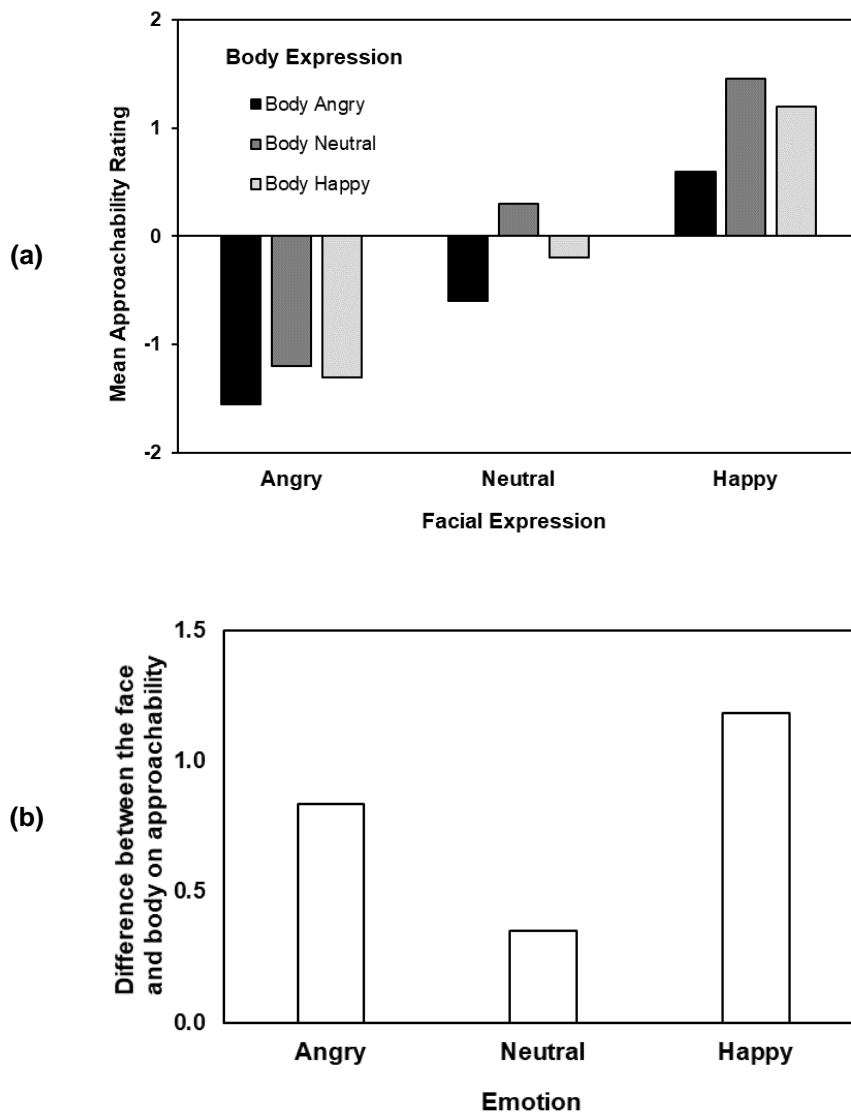 (a)
Mean Approachability Rating
2
1
0
-1
-2
Body Expression
Body Angry
Body Neutral
Body Happy
Angry Neutral Happy
Facial Expression
(b)
Difference between the face
and body on approachability
1.5
1.0
0.5
0.0
Angry Neutral Happy
Emotion